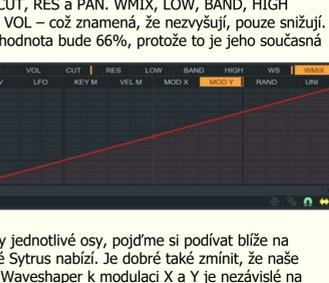 CUT, RES a PAN. WMIX, LOW, BAND, HIGH
VOL – což znamená, že nezvyšují, pouze snižují.
hodnota bude 66%, protože to je jeho současná
VOL CUT RES LOW BAND HIGH WS WMIX
LFO KEY M VEL M MOD X MOD Y RAND UNI
y jednotlivé osy, pojďme si podívat blíže na
é Sytrus nabízí. Je dobré také zmínit, že naše
Waveshaper k modulaci X a Y je nezávislé na